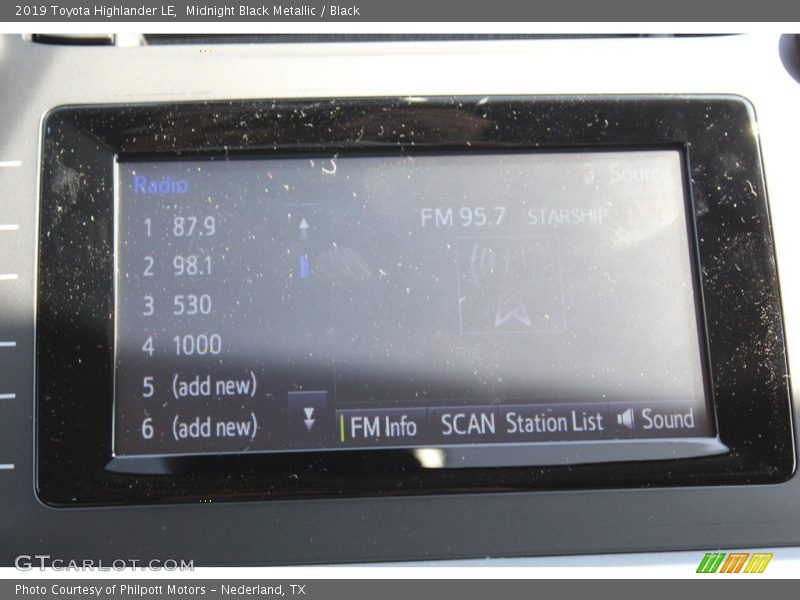 2019 Toyota Highlander LE, Midnight Black Metallic / Black
Radio
Source
FM 95.7 STARSHIP
1 87.9
2 98.1
3 530
4 1000
5 (add new)
6 (add new)
FM Info SCAN Station List Sound
GTCARLOT.COM
Photo Courtesy of Philpott Motors - Nederland, TX